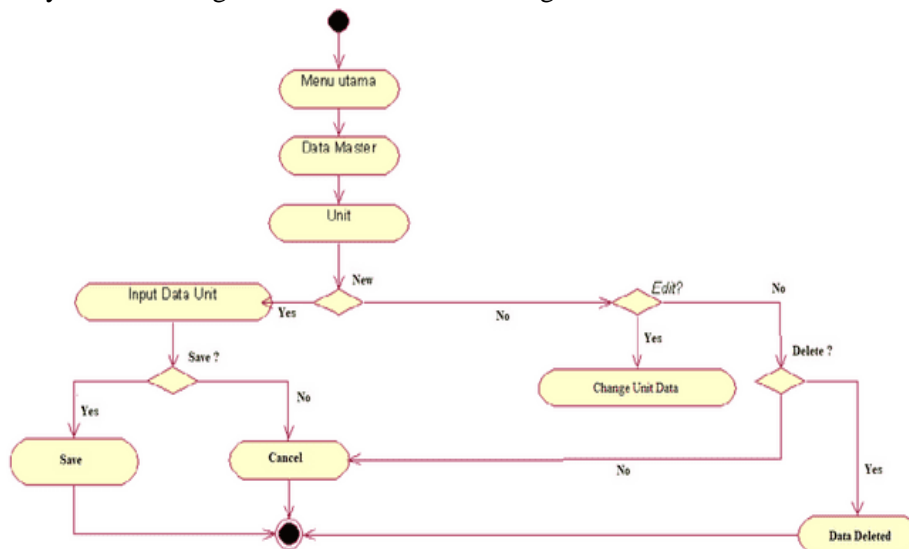 Menu utama
Data Master
Unit
New
Input Data Unit
Yes
No
Edit?
No
Save ?
Yes
Delete ?
Change Unit Data
Yes
No
Save
Cancel
No
Yes
Data Deleted